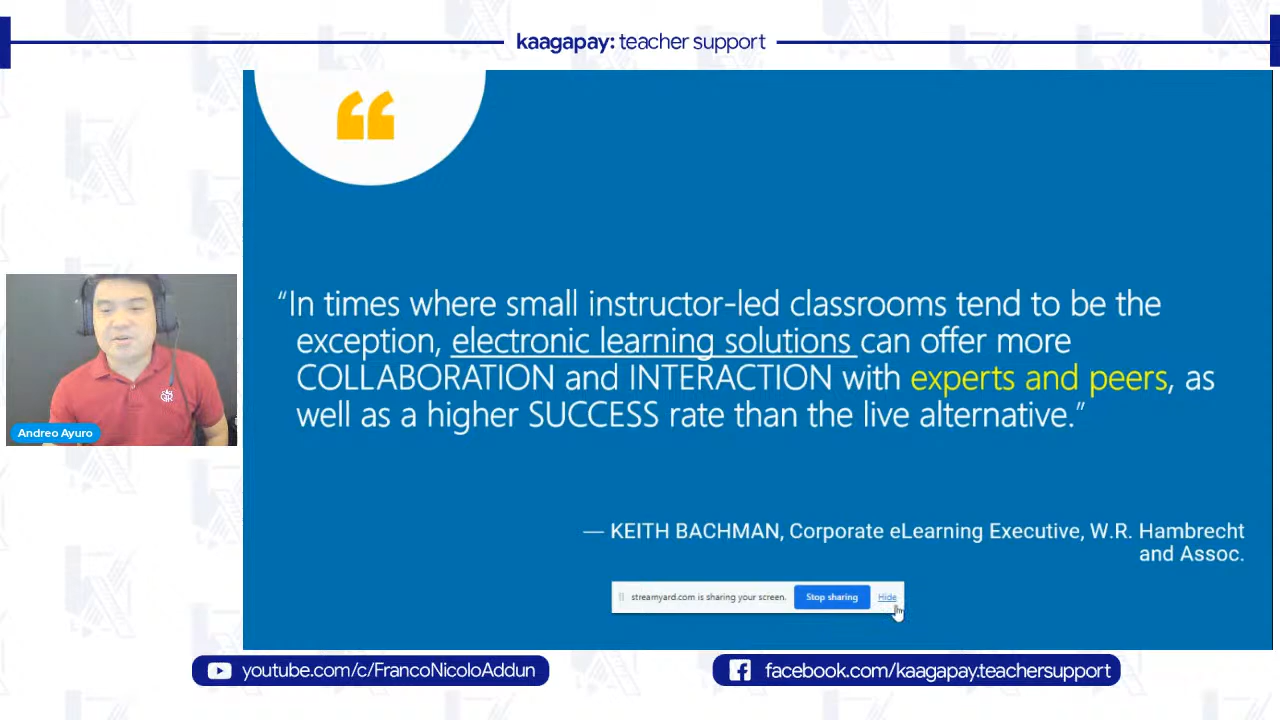 kaagapay: teacher support
“In times where small instructor-led classrooms tend to be the
exception, electronic learning solutions can offer more
COLLABORATION and INTERACTION with experts and peers, as
well as a higher SUCCESS rate than the live alternative.”
Andreo Ayuro
— KEITH BACHMAN, Corporate eLearning Executive, W.R. Hambrecht
and Assoc.
streamyard.com is sharing your screen. Stop sharing Hide
youtube.com/c/FrancoNicoloAddun
facebook.com/kaagapay.teachersupport